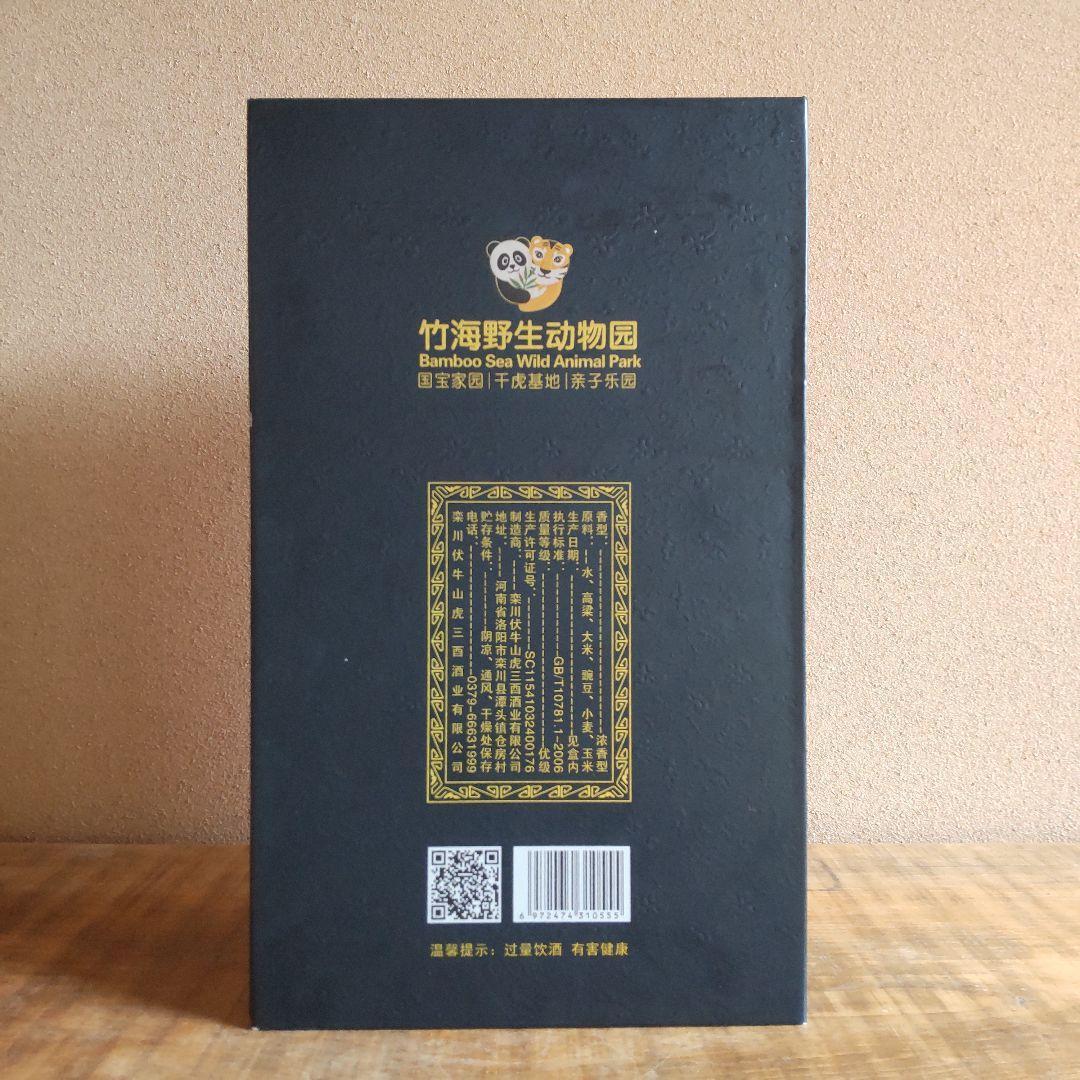 竹海野生动物园
Bamboo Sea Wild Animal Park
国宝家园|千虎基地|亲子乐园
香型：浓香型
原料：水、高粱、大米、豌豆、小麦、玉米
生产日期：见盒内
执行标准：GB/T10781.1-2006
质量等级：优级
生产许可证号：SC11541032400176
制造商：栾川伏牛山虎三酉酒业有限公司
地址：河南省洛阳市栾川县潭头镇仓房村
贮存条件：阴凉、通风、干燥处保存
电话：0379-66631999
栾川伏牛山虎三酉酒业有限公司
6 972474 310555
温馨提示：过量饮酒 有害健康